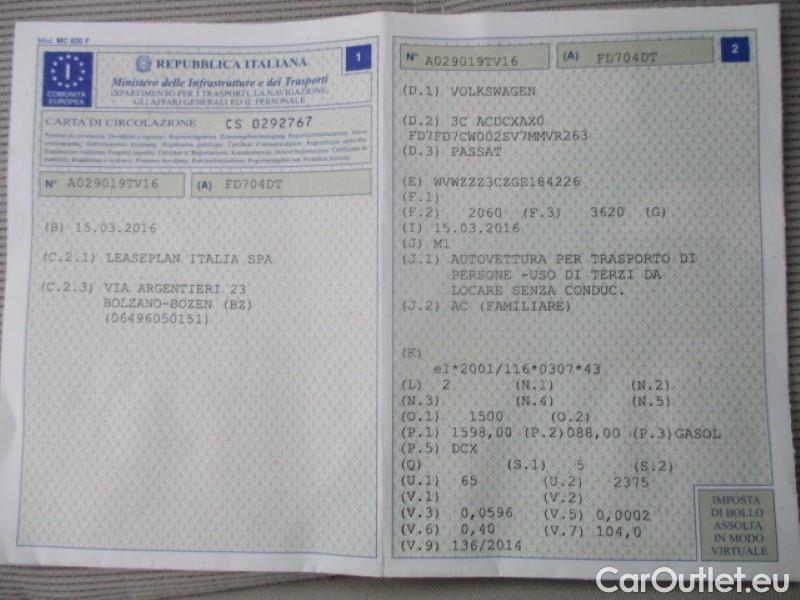 Mod. MC 820 F
I
COMUNITÀ
EUROPEA
REPUBBLICA ITALIANA
1
Ministero delle Infrastrutture e dei Trasporti
DIPARTIMENTO PER I TRASPORTI, LA NAVIGAZIONE,
GLI AFFARI GENERALI ED IL PERSONALE
CARTA DI CIRCOLAZIONE CS 0292767
N° A029019TV16 (A) FD704DT
(B) 15.03.2016
(C.2.1) LEASEPLAN ITALIA SPA
(C.2.3) VIA ARGENTIERI 23
BOLZANO-BOZEN (BZ)
(06496050151)
N° A029019TV16 (A) FD704DT
2
(D.1) VOLKSWAGEN
(D.2) 3C ACDCXAX0
FD7FD7CW002SV7MMVR263
(D.3) PASSAT
(E) WVWZZZ3CZGE184226
(F.1)
(F.2) 2060 (F.3) 3620 (G)
(I) 15.03.2016
(J) M1
(J.1) AUTOVETTURA PER TRASPORTO DI
PERSONE -USO DI TERZI DA
LOCARE SENZA CONDUC.
(J.2) AC (FAMILIARE)
(K)
e1*2001/116*0307*43
(L) 2 (N.1) (N.2)
(N.3) (N.4) (N.5)
(O.1) 1500 (O.2)
(P.1) 1598,00 (P.2)088,00 (P.3)GASOL
(P.5) DCX
(Q) (S.1) 5 (S.2)
(U.1) 65 (U.2) 2375
(V.1) (V.2)
(V.3) 0,0596 (V.5) 0,0002
(V.6) 0,40 (V.7) 104,0
(V.9) 136/2014
IMPOSTA
DI BOLLO
ASSOLTA
IN MODO
VIRTUALE
CarOutlet.eu